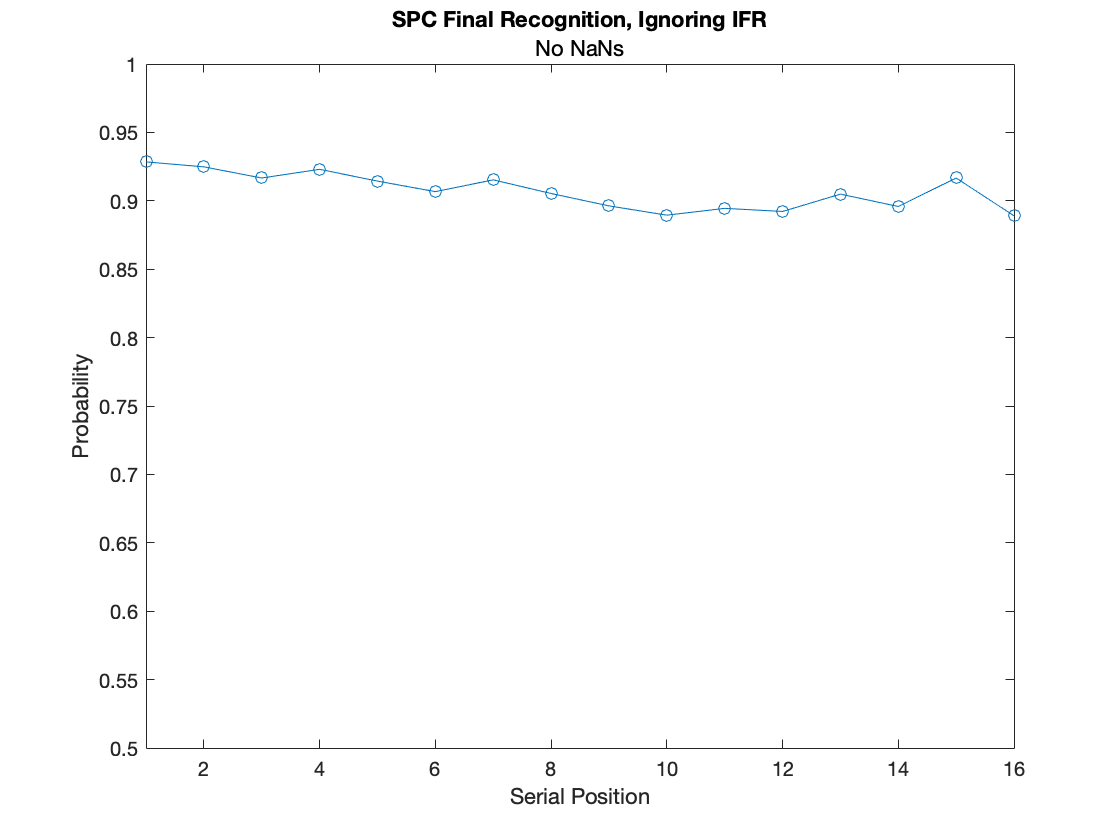 SPC Final Recognition, Ignoring IFR
No NaNs
1
0.95
0.9
0.85
0.8
0.75
0.7
0.65
0.6
0.55
0.5
Probability
2 4 6 8 10 12 14 16
Serial Position